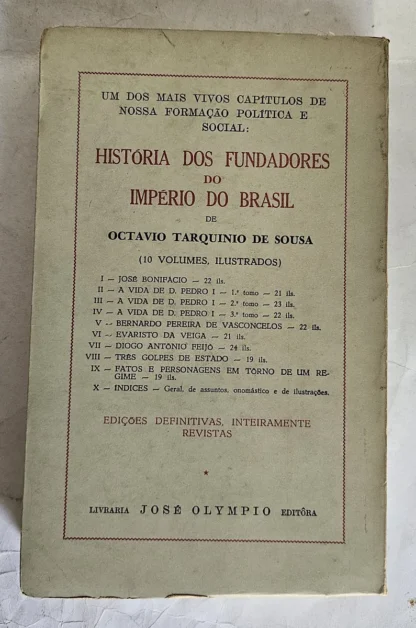 UM DOS MAIS VIVOS CAPÍTULOS DE
NOSSA FORMAÇÃO POLÍTICA E
SOCIAL:
HISTÓRIA DOS FUNDADORES
DO
IMPÉRIO DO BRASIL
DE
OCTAVIO TARQUINIO DE SOUSA
(10 VOLUMES, ILUSTRADOS)
I — JOSÉ BONIFÁCIO — 22 ils.
II — A VIDA DE D. PEDRO I — 1.º tomo — 21 ils.
III — A VIDA DE D. PEDRO I — 2.º tomo — 23 ils.
IV — A VIDA DE D. PEDRO I — 3.º tomo — 22 ils.
V — BERNARDO PEREIRA DE VASCONCELOS — 22 ils.
VI — EVARISTO DA VEIGA — 21 ils.
VII — DIOGO ANTÔNIO FEIJÓ — 24 ils.
VIII — TRÊS GOLPES DE ESTADO — 19 ils.
IX — FATOS E PERSONAGENS EM TÔRNO DE UM RE-
GIME — 19 ils.
X — ÍNDICES — Geral, de assuntos, onomástico e de ilustrações.
EDIÇÕES DEFINITIVAS, INTEIRAMENTE
REVISTAS
LIVRARIA JOSÉ OLYMPIO EDITÔRA